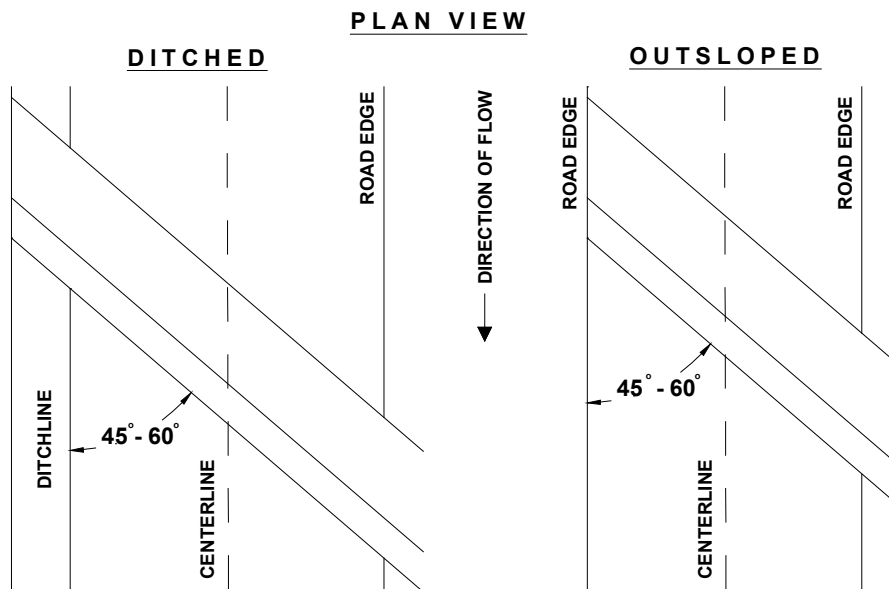 PLAN VIEW
DITCHED
OUTSLOPED
ROAD EDGE
DIRECTION OF FLOW
ROAD EDGE
ROAD EDGE
45° - 60°
45° - 60°
DITCHLINE
CENTERLINE
CENTERLINE